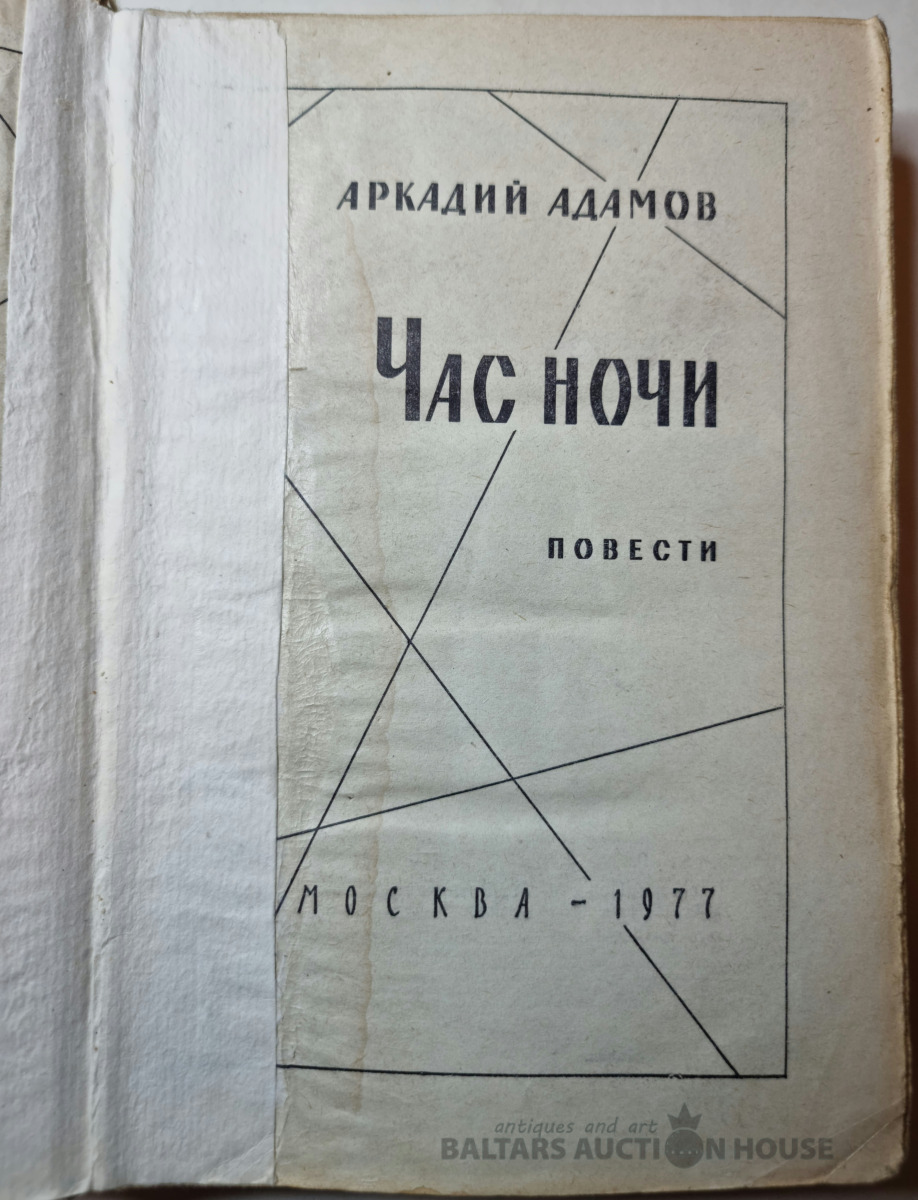 АРКАДИЙ АДАМОВ
ЧАС НОЧИ
ПОВЕСТИ
МОСКВА - 1977
antiques and art
BALTARS AUCTION HOUSE